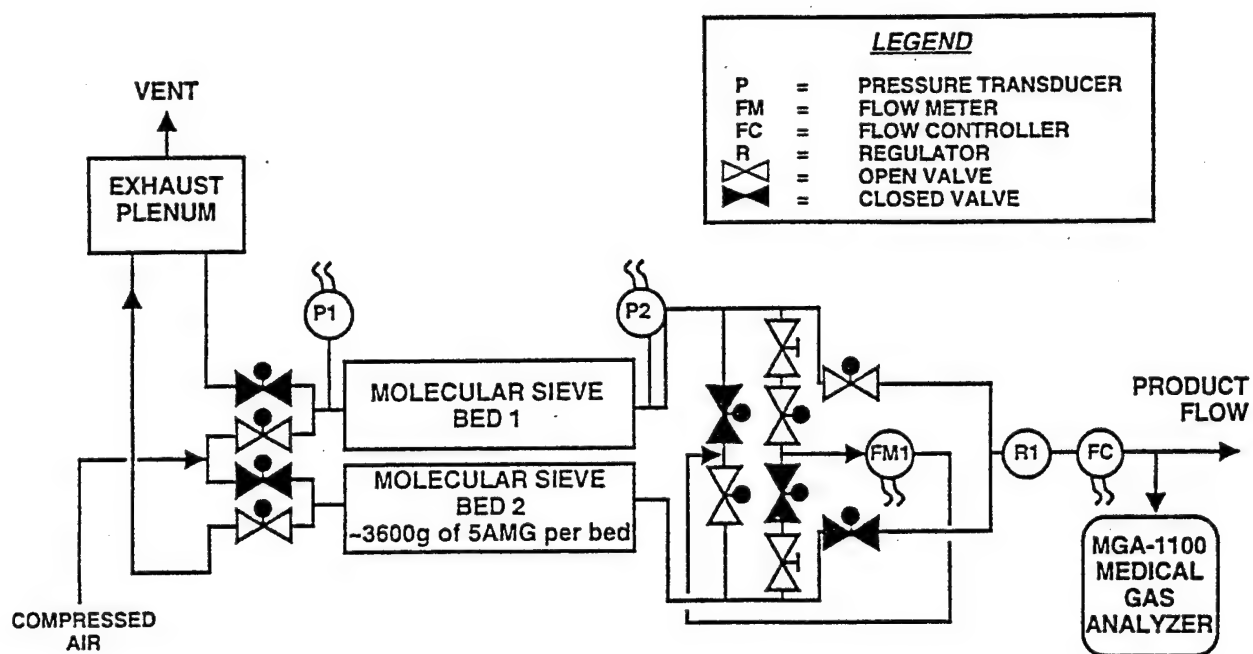 LEGEND
P = PRESSURE TRANSDUCER
FM = FLOW METER
FC = FLOW CONTROLLER
R = REGULATOR
= OPEN VALVE
= CLOSED VALVE
VENT
EXHAUST
PLENUM
P1
P2
MOLECULAR SIEVE
BED 1
MOLECULAR SIEVE
BED 2
~3600g of 5AMG per bed
COMPRESSED
AIR
FM1
R1
FC
PRODUCT
FLOW
MGA-1100
MEDICAL
GAS
ANALYZER